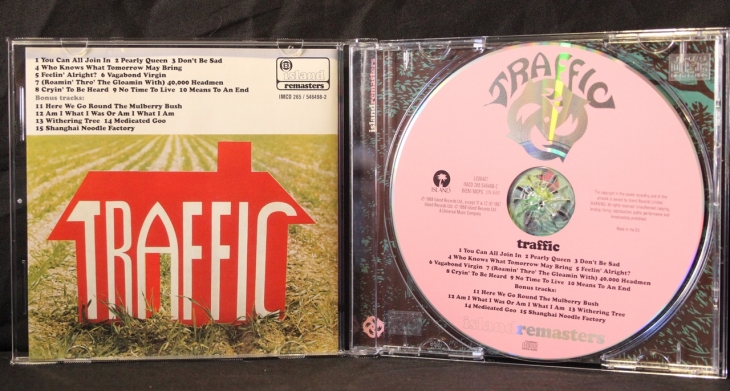 1 You Can All Join In 2 Pearly Queen 3 Don't Be Sad
4 Who Knows What Tomorrow May Bring
5 Feelin' Alright? 6 Vagabond Virgin
7 (Roamin' Thro' The Gloamin With) 40,000 Headmen
8 Cryin' To Be Heard 9 No Time To Live 10 Means To An End
Bonus tracks:
11 Here We Go Round The Mulberry Bush
12 Am I What I Was Or Am I What I Am
13 Withering Tree 14 Medicated Goo
15 Shanghai Noodle Factory
island
remasters
IMCD 265 / 546498-2
TRAFFIC
islandremasters
TRAFFIC
ISLAND
Made in the EU
traffic
1 You Can All Join In 2 Pearly Queen 3 Don't Be Sad
4 Who Knows What Tomorrow May Bring 5 Feelin' Alright?
6 Vagabond Virgin 7 (Roamin' Thro' The Gloamin With) 40,000 Headmen
8 Cryin' To Be Heard 9 No Time To Live 10 Means To An End
Bonus tracks:
11 Here We Go Round The Mulberry Bush
12 Am I What I Was Or Am I What I Am 13 Withering Tree
14 Medicated Goo 15 Shanghai Noodle Factory
islandremasters